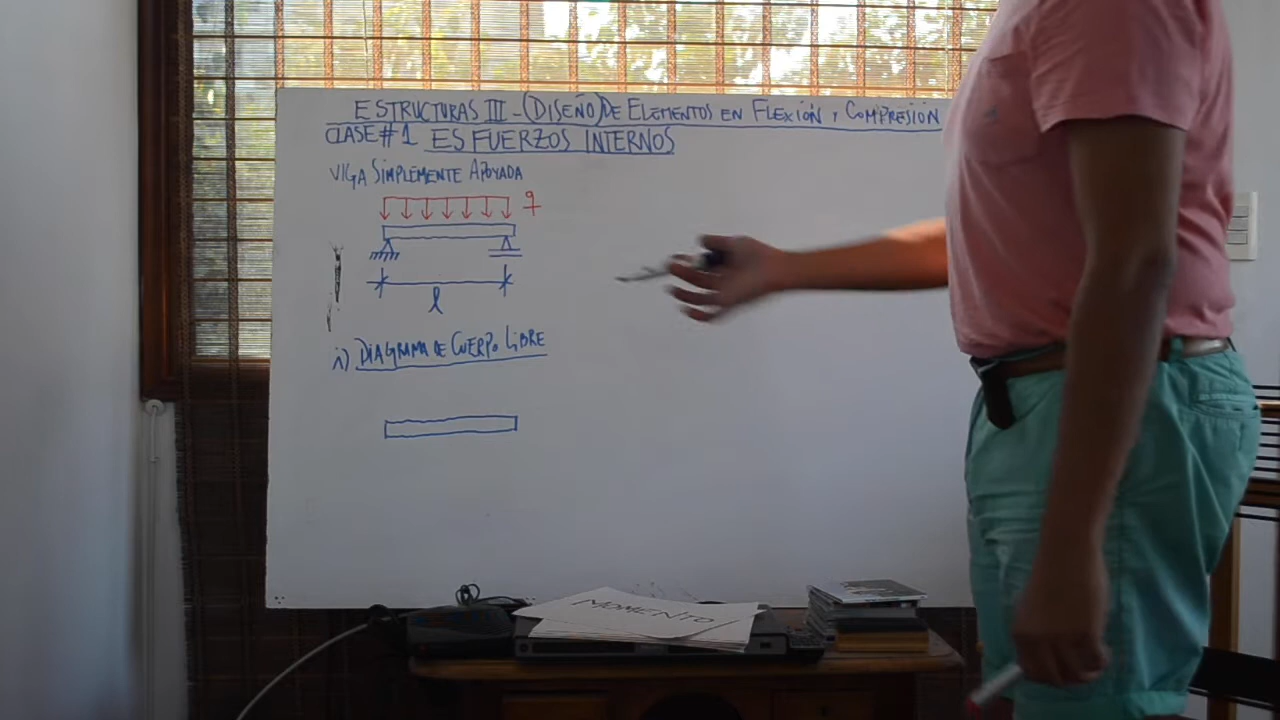 ESTRUCTURAS III - (DISEÑO) DE ELEMENTOS EN FLEXIÓN Y COMPRESIÓN
CLASE #1 ESFUERZOS INTERNOS
VIGA SIMPLEMENTE APOYADA
q
l
i) DIAGRAMA DE CUERPO LIBRE
MOMENTO